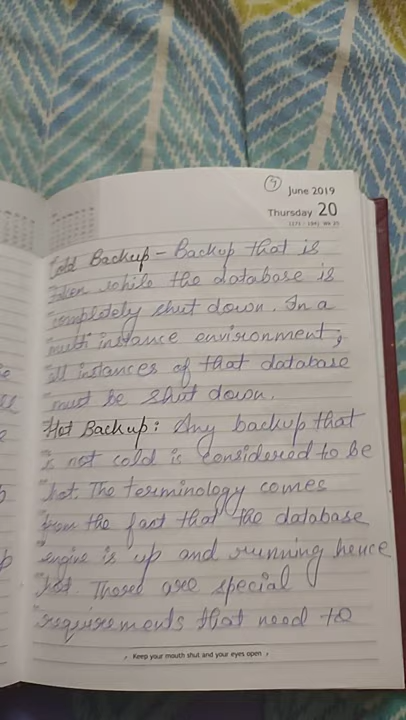 9
June 2019
Thursday 20
Cold Backup - Backup that is
taken while the database is
completely shut down. In a
multi instance environment,
all instances of that database
must be shut down.
Hot Backup: Any backup that
is not cold is considered to be
hot. The terminology comes
from the fact that the database
engine is up and running hence
hot. There are special
requirements that need to
Keep your mouth shut and your eyes open